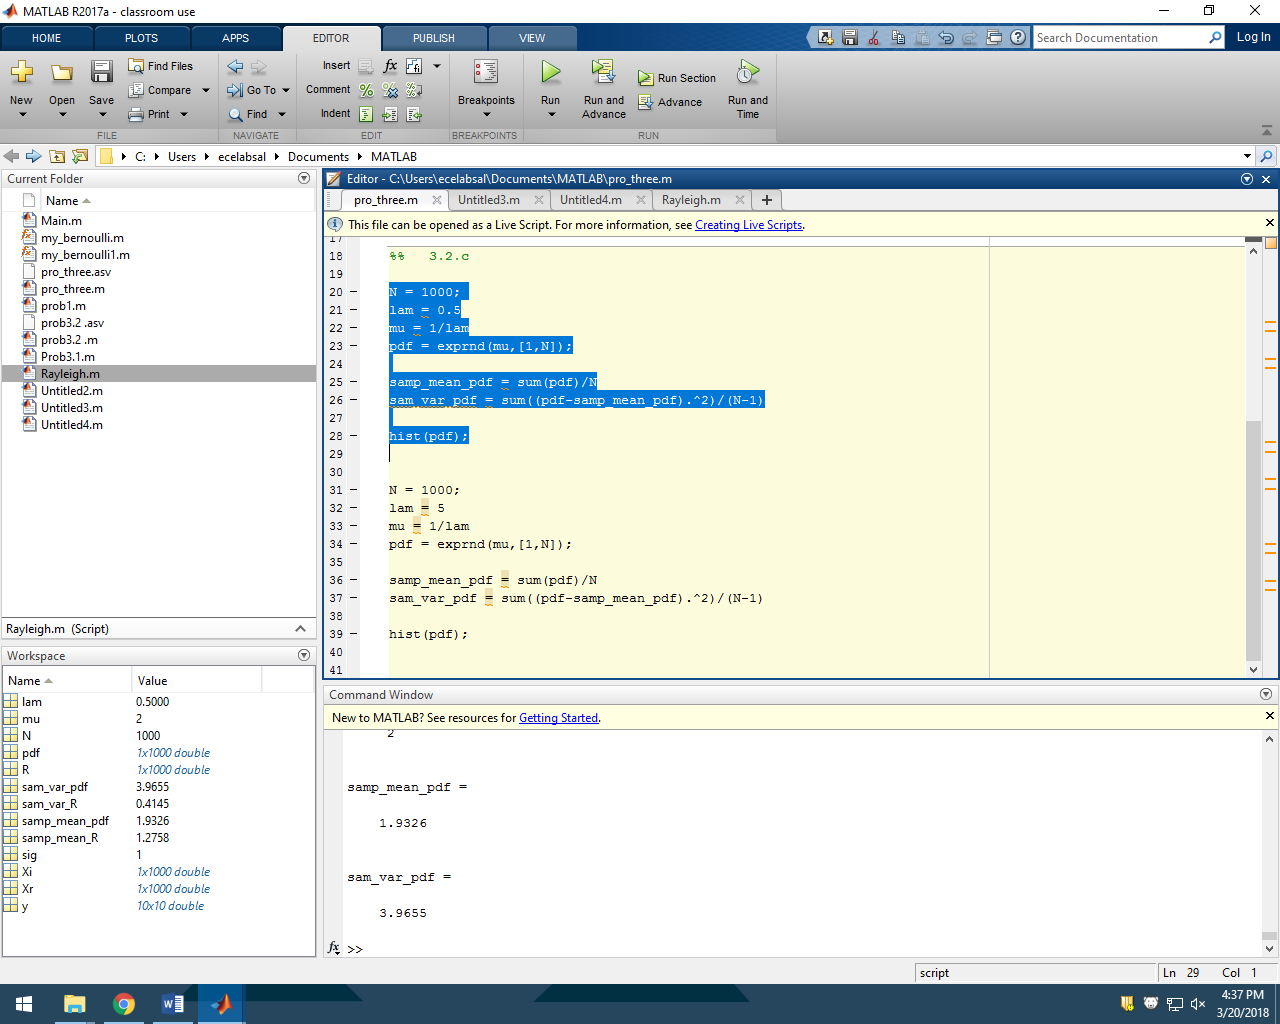 MATLAB R2017a - classroom use
HOME PLOTS APPS EDITOR PUBLISH VIEW
Search Documentation
Log In
New Open Save
Find Files
Compare
Print
FILE
Go To
Find
NAVIGATE
Insert fx
Comment
Indent
EDIT
Breakpoints
BREAKPOINTS
Run
Run and Advance
Run Section
Advance
Run and Time
RUN
C: Users ecelabsal Documents MATLAB
Current Folder
Name
Main.m
my_bernoulli.m
my_bernoulli1.m
pro_three.asv
pro_three.m
prob1.m
prob3.2 .asv
prob3.2 .m
Prob3.1.m
Rayleigh.m
Untitled2.m
Untitled3.m
Untitled4.m
Rayleigh.m (Script)
Workspace
Name Value
lam 0.5000
mu 2
N 1000
pdf 1x1000 double
R 1x1000 double
sam_var_pdf 3.9655
sam_var_R 0.4145
samp_mean_pdf 1.9326
samp_mean_R 1.2758
sig 1
Xi 1x1000 double
Xr 1x1000 double
y 10x10 double
Editor - C:\Users\ecelabsal\Documents\MATLAB\pro_three.m
pro_three.m Untitled3.m Untitled4.m Rayleigh.m
This file can be opened as a Live Script. For more information, see Creating Live Scripts.
17
18 %% 3.2.c
19
20 N = 1000;
21 lam = 0.5
22 mu = 1/lam
23 pdf = exprnd(mu,[1,N]);
24
25 samp_mean_pdf = sum(pdf)/N
26 sam_var_pdf = sum((pdf-samp_mean_pdf).^2)/(N-1)
27
28 hist(pdf);
29
30
31 N = 1000;
32 lam = 5
33 mu = 1/lam
34 pdf = exprnd(mu,[1,N]);
35
36 samp_mean_pdf = sum(pdf)/N
37 sam_var_pdf = sum((pdf-samp_mean_pdf).^2)/(N-1)
38
39 hist(pdf);
40
41
Command Window
New to MATLAB? See resources for Getting Started.
2
samp_mean_pdf =
1.9326
sam_var_pdf =
3.9655
fx >>
script
Ln 29 Col 1
4:37 PM
3/20/2018